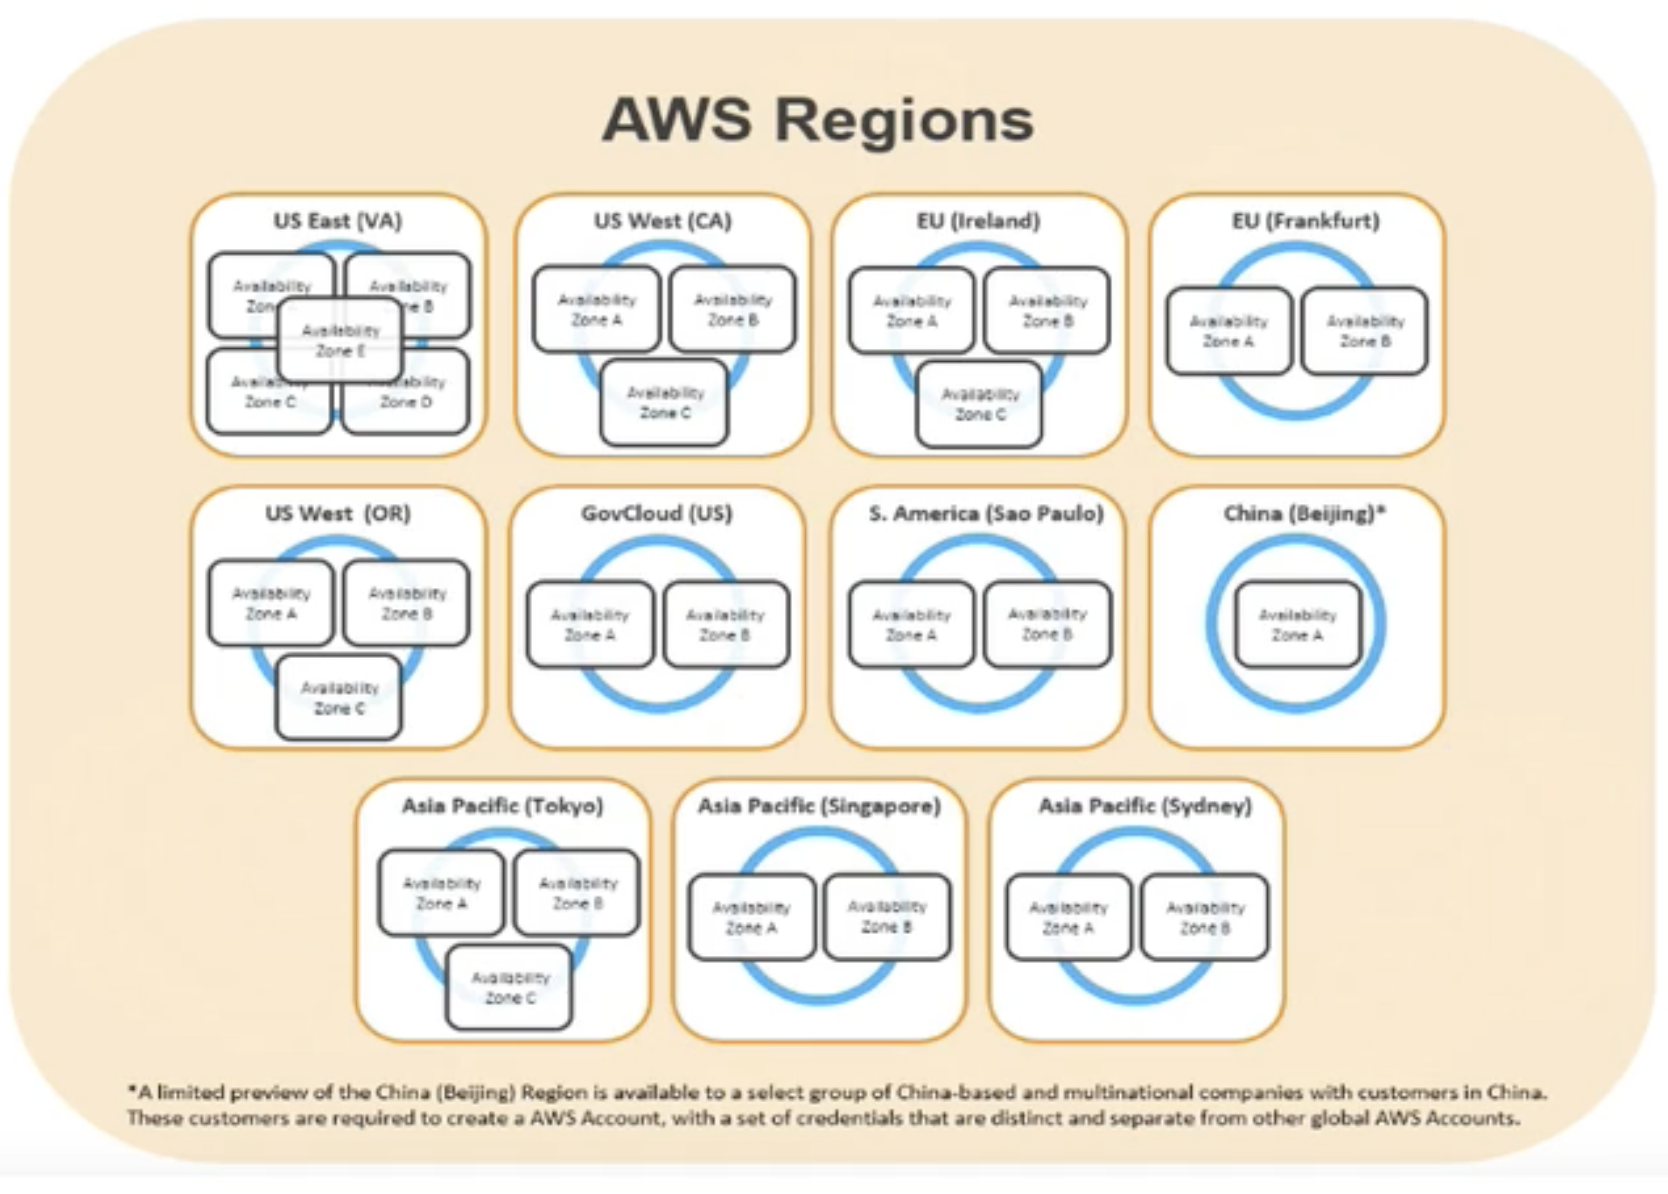 AWS Regions
US East (VA)
Availability
Zon
Availability
ne B
Availability
Zone E
Zone C
Zone D
US West (CA)
Availability
Zone A
Availability
Zone B
Availability
Zone C
EU (Ireland)
Availability
Zone A
Availability
Zone B
Availability
Zone C
EU (Frankfurt)
Availability
Zone A
Availability
Zone B
US West (OR)
Availability
Zone A
Availability
Zone B
Availability
Zone C
GovCloud (US)
Availability
Zone A
Availability
Zone B
S. America (Sao Paulo)
Availability
Zone A
Availability
Zone B
China (Beijing)*
Availability
Zone A
Asia Pacific (Tokyo)
Availability
Zone A
Availability
Zone B
Availability
Zone C
Asia Pacific (Singapore)
Availability
Zone A
Availability
Zone B
Asia Pacific (Sydney)
Availability
Zone A
Availability
Zone B
*A limited preview of the China (Beijing) Region is available to a select group of China-based and multinational companies with customers in China.
These customers are required to create a AWS Account, with a set of credentials that are distinct and separate from other global AWS Accounts.